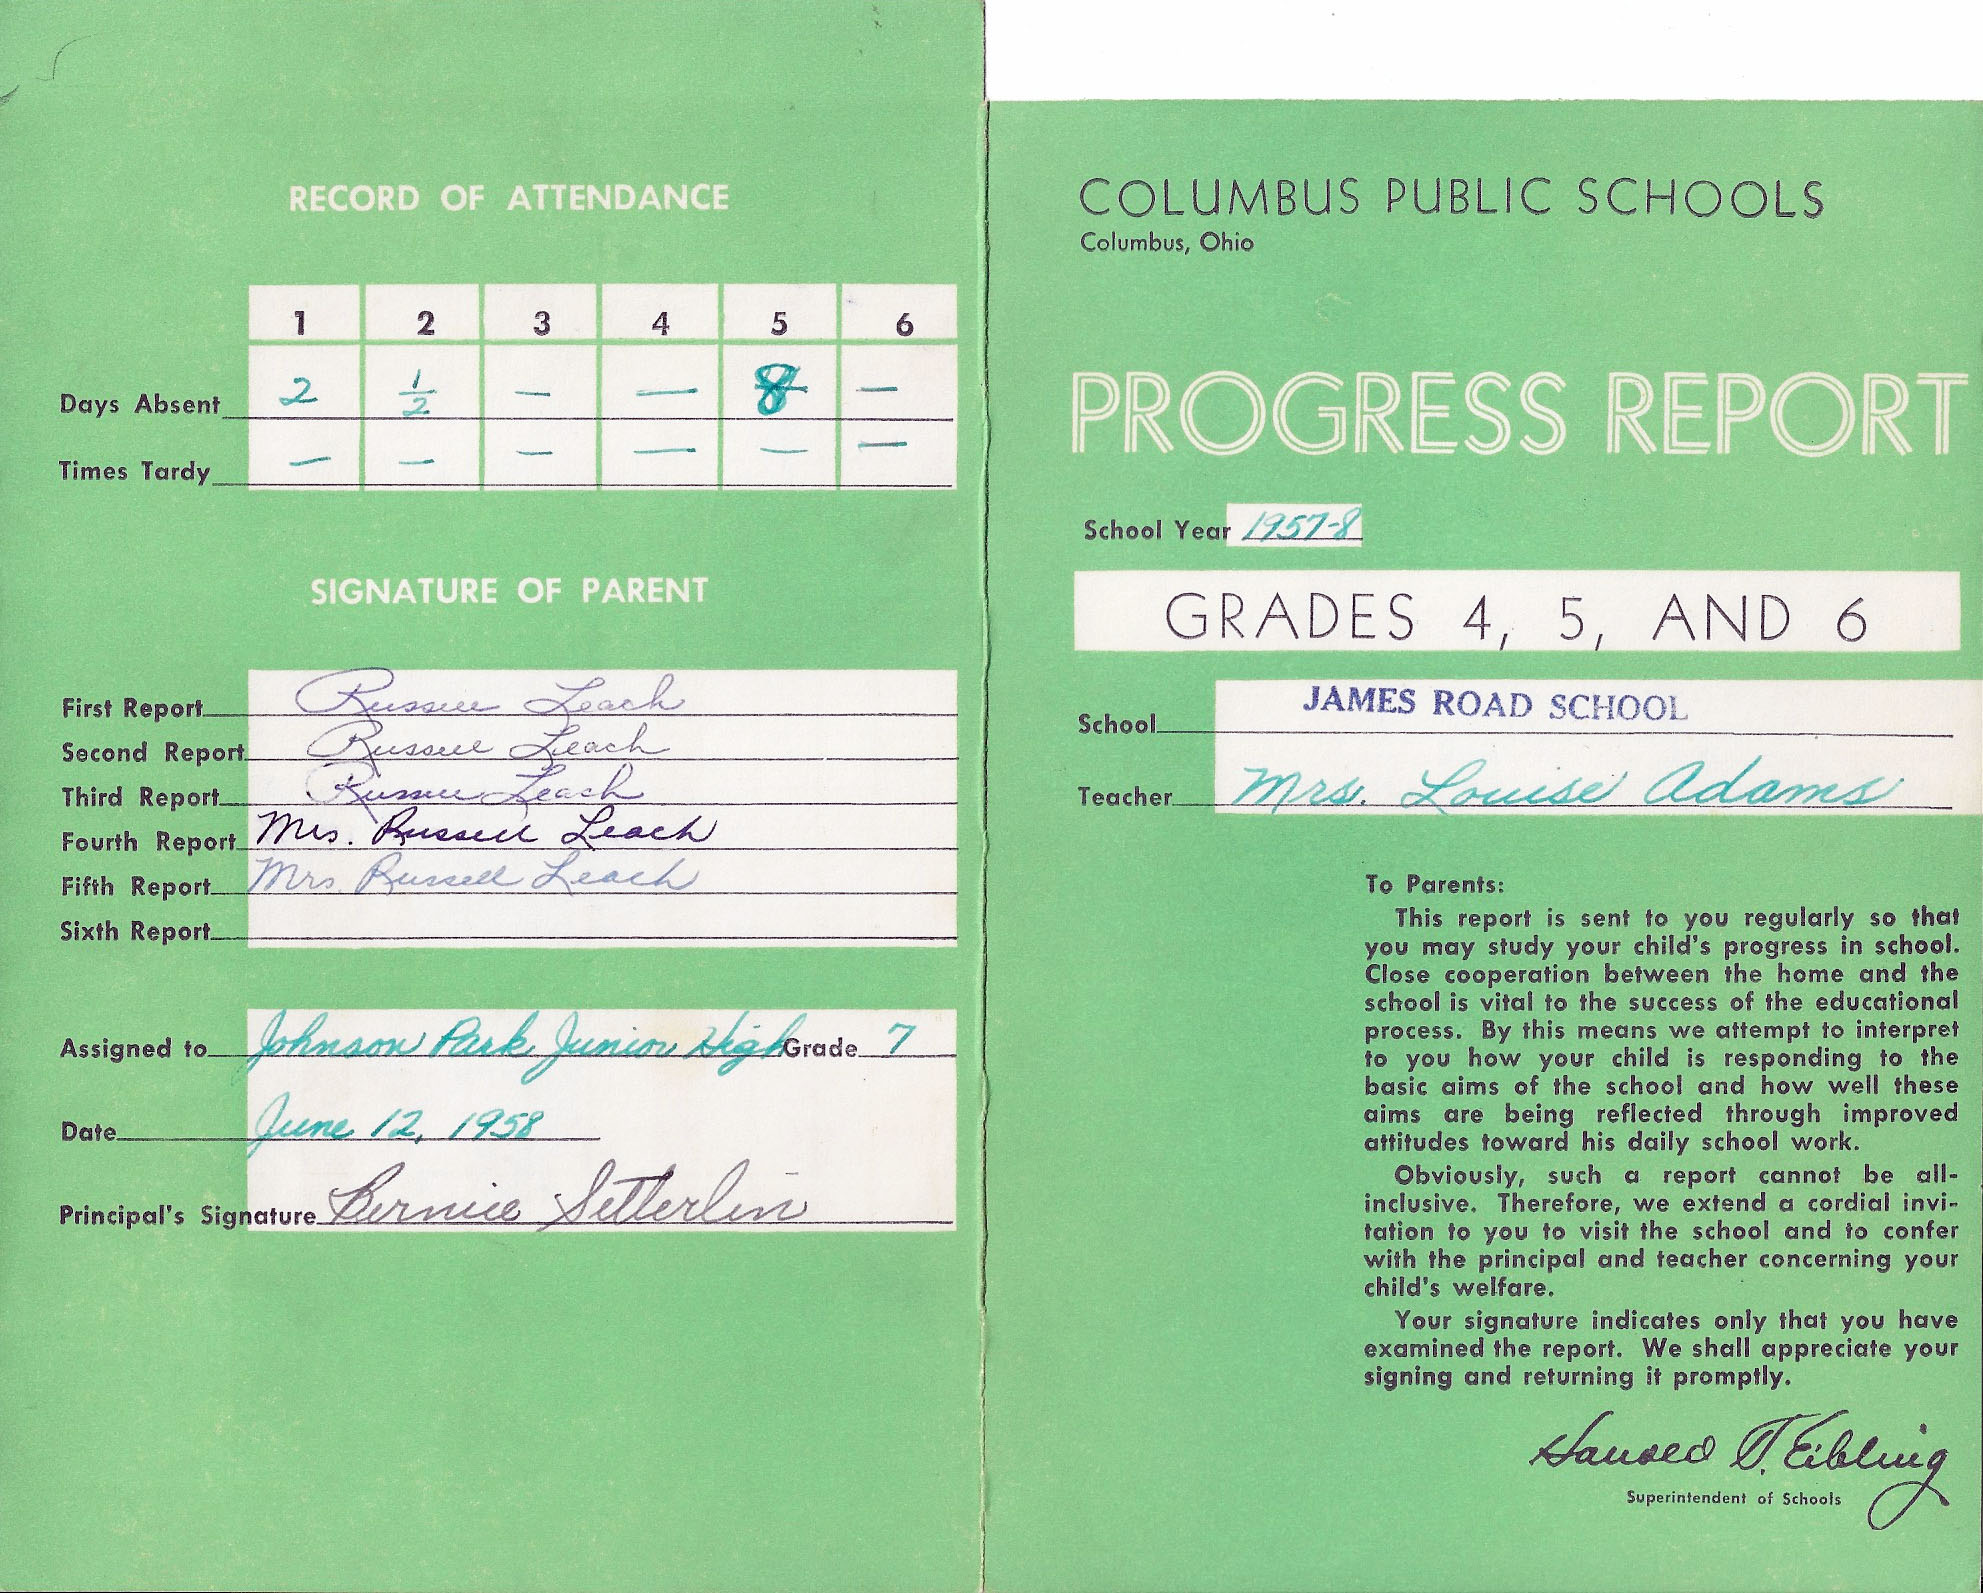 RECORD OF ATTENDANCE
1 2 3 4 5 6
Days Absent 2 1/2 — — 8 —
Times Tardy — — — — — —
SIGNATURE OF PARENT
First Report Russell Leach
Second Report Russell Leach
Third Report Russell Leach
Fourth Report Mrs. Russell Leach
Fifth Report Mrs Russell Leach
Sixth Report
Assigned to Johnson Park Junior High Grade 7
Date June 12, 1958
Principal's Signature Bernice Setterlin
COLUMBUS PUBLIC SCHOOLS
Columbus, Ohio
PROGRESS REPORT
School Year 1957-8
GRADES 4, 5, AND 6
School JAMES ROAD SCHOOL
Teacher Mrs. Louise Adams
To Parents:
This report is sent to you regularly so that
you may study your child's progress in school.
Close cooperation between the home and the
school is vital to the success of the educational
process. By this means we attempt to interpret
to you how your child is responding to the
basic aims of the school and how well these
aims are being reflected through improved
attitudes toward his daily school work.
Obviously, such a report cannot be all-
inclusive. Therefore, we extend a cordial invi-
tation to you to visit the school and to confer
with the principal and teacher concerning your
child's welfare.
Your signature indicates only that you have
examined the report. We shall appreciate your
signing and returning it promptly.
Harold T. Eibling
Superintendent of Schools